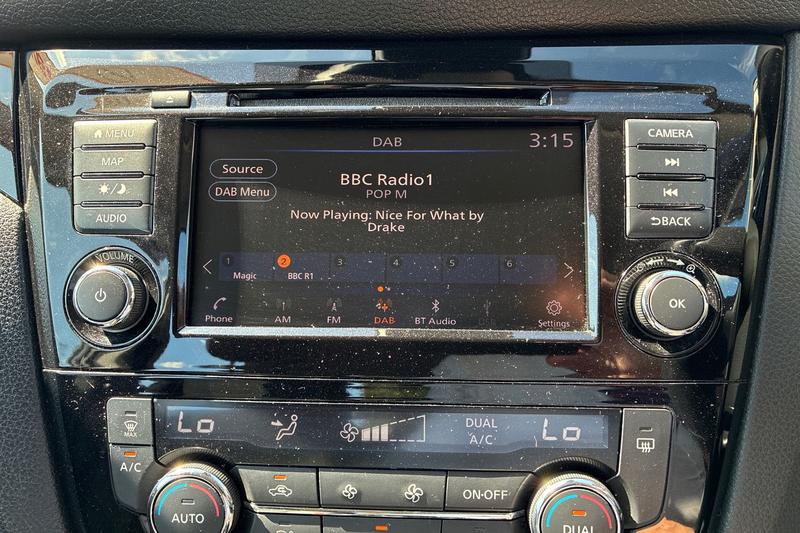 DAB
3:15
MENU
MAP
AUDIO
VOLUME
Source
DAB Menu
BBC Radio1
POP M
Now Playing: Nice For What by
Drake
1
2
3
4
5
6
Magic
BBC R1
Phone
AM
FM
DAB
BT Audio
Settings
CAMERA
BACK
OK
MAX
A/C
Lo
DUAL
A/C
Lo
AUTO
ON·OFF
DUAL